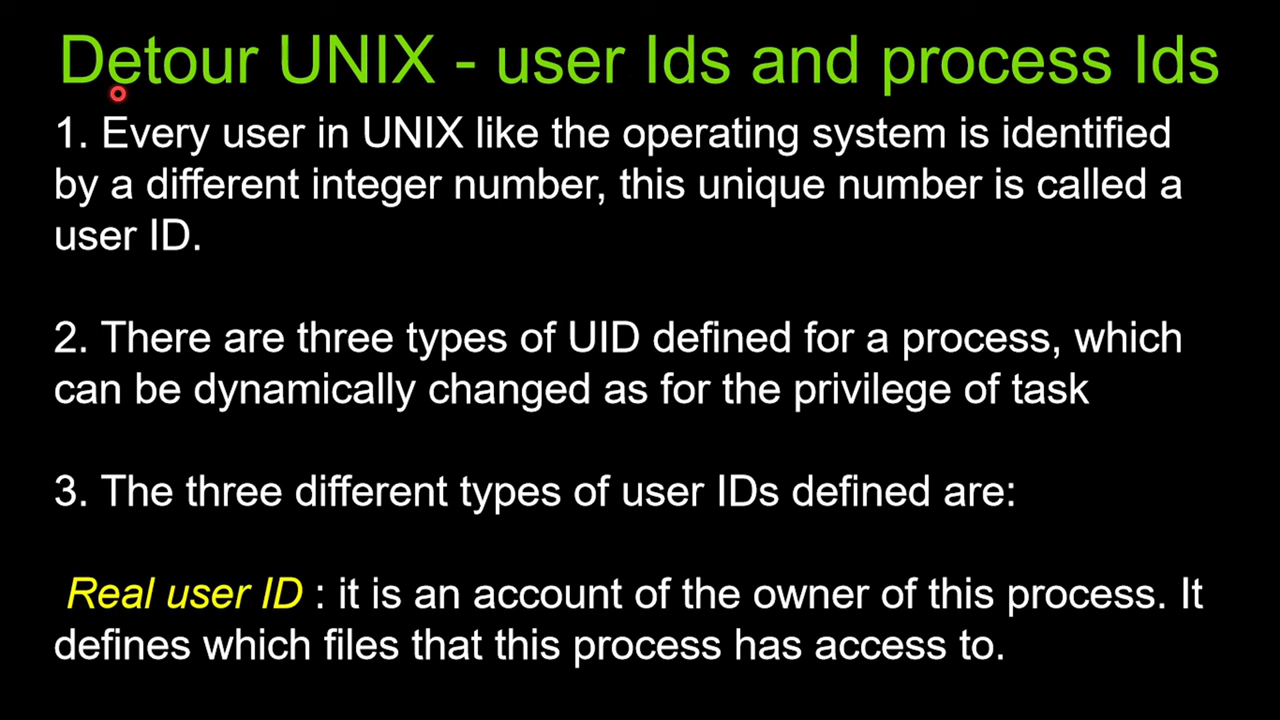 Detour UNIX - user Ids and process Ids
1. Every user in UNIX like the operating system is identified
by a different integer number, this unique number is called a
user ID.
2. There are three types of UID defined for a process, which
can be dynamically changed as for the privilege of task
3. The three different types of user IDs defined are:
Real user ID : it is an account of the owner of this process. It
defines which files that this process has access to.